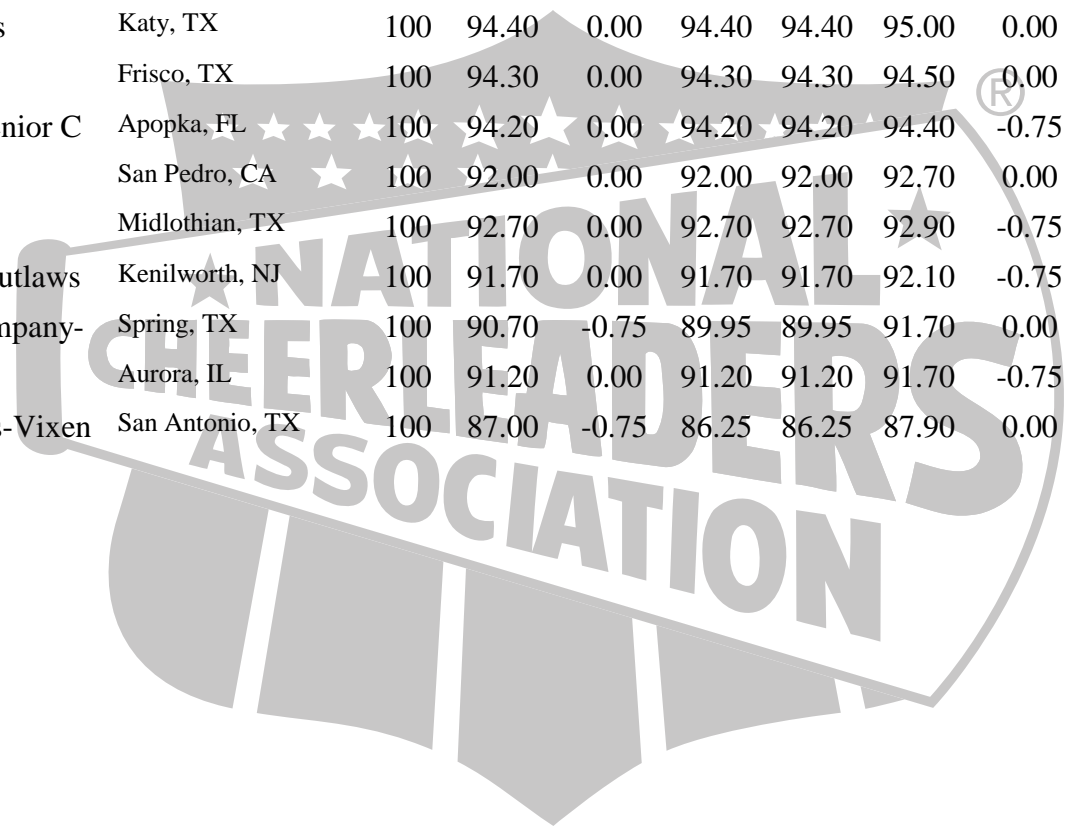 s Katy, TX 100 94.40 0.00 94.40 94.40 95.00 0.00
Frisco, TX 100 94.30 0.00 94.30 94.30 94.50 0.00
enior C Apopka, FL 100 94.20 0.00 94.20 94.20 94.40 -0.75
San Pedro, CA 100 92.00 0.00 92.00 92.00 92.70 0.00
Midlothian, TX 100 92.70 0.00 92.70 92.70 92.90 -0.75
utlaws Kenilworth, NJ 100 91.70 0.00 91.70 91.70 92.10 -0.75
mpany- Spring, TX 100 90.70 -0.75 89.95 89.95 91.70 0.00
Aurora, IL 100 91.20 0.00 91.20 91.20 91.70 -0.75
s-Vixen San Antonio, TX 100 87.00 -0.75 86.25 86.25 87.90 0.00
®
NATIONAL
CHEERLEADERS
ASSOCIATION